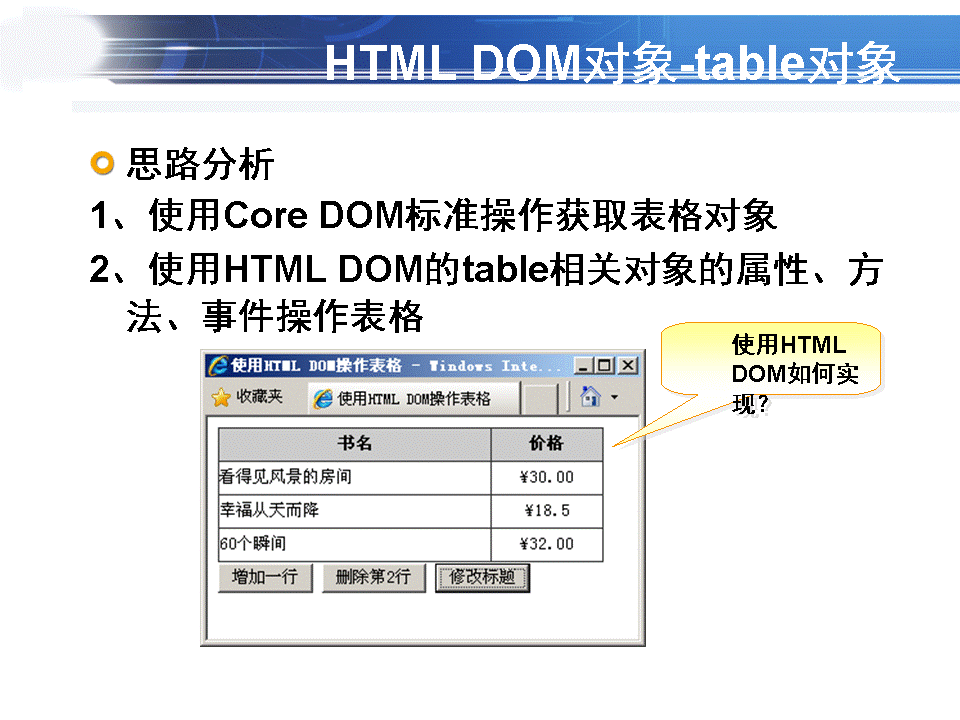 HTML DOM对象-table对象
思路分析
1、使用Core DOM标准操作获取表格对象
2、使用HTML DOM的table相关对象的属性、方
法、事件操作表格
使用HTML
DOM如何实
现?
使用HTML DOM操作表格 - Windows Inte...
收藏夹 使用HTML DOM操作表格
书名 价格
看得见风景的房间 ¥30.00
幸福从天而降 ¥18.5
60个瞬间 ¥32.00
增加一行 删除第2行 修改标题